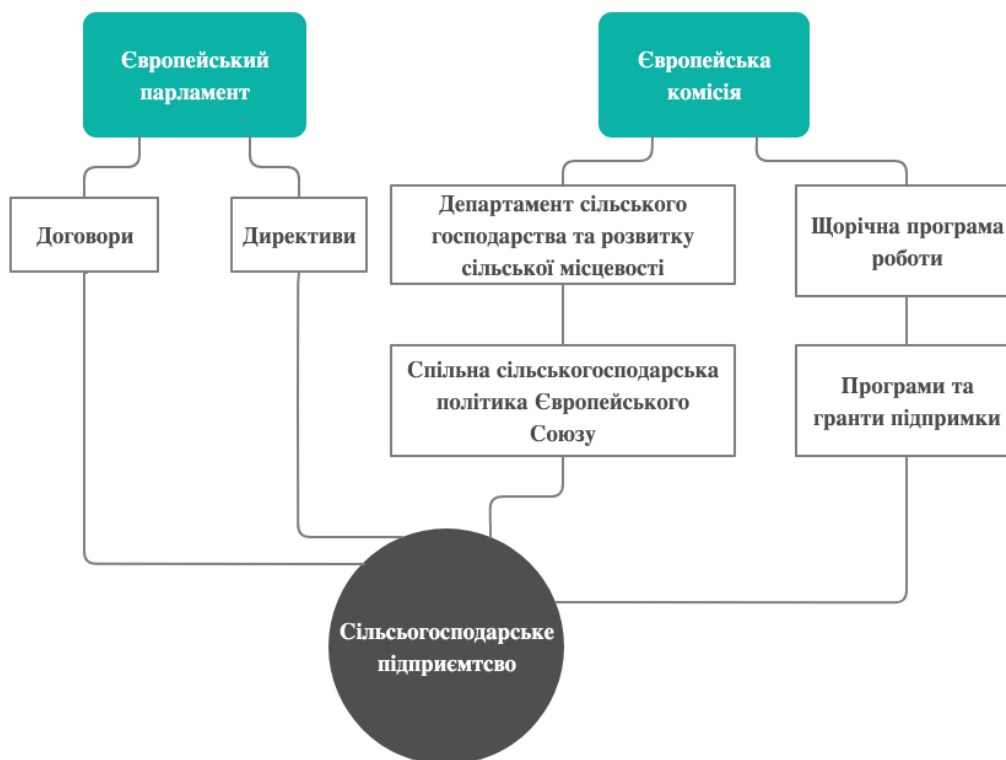 Європейський
парламент
Європейська
комісія
Договори
Директиви
Департамент сільського
господарства та розвитку
сільської місцевості
Щорічна програма
роботи
Спільна сільськогосподарська
політика Європейського
Союзу
Програми та
гранти підпримки
Сільсьогосподарське
підприємтсво